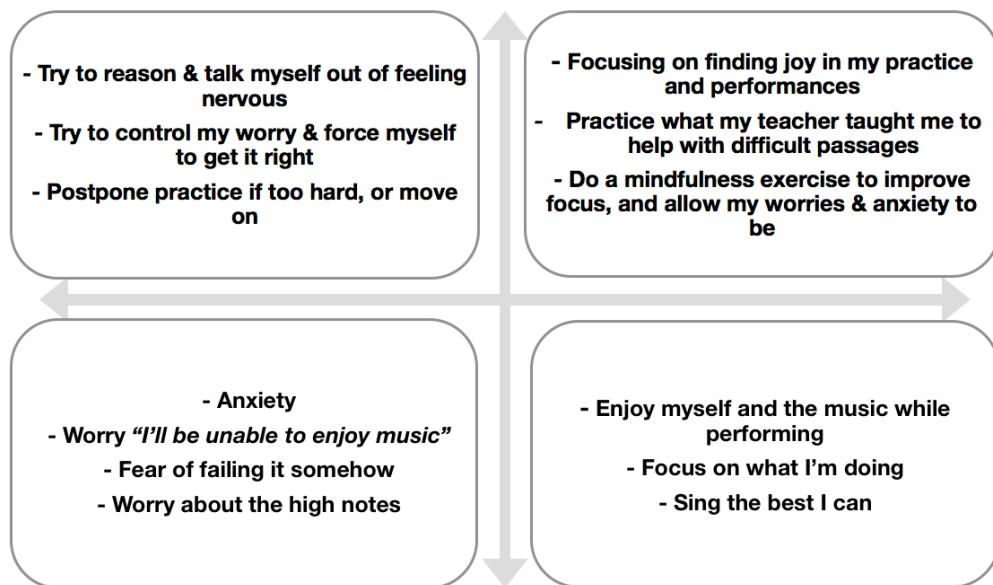 - Try to reason & talk myself out of feeling
nervous
- Try to control my worry & force myself
to get it right
- Postpone practice if too hard, or move
on
- Focusing on finding joy in my practice
and performances
- Practice what my teacher taught me to
help with difficult passages
- Do a mindfulness exercise to improve
focus, and allow my worries & anxiety to
be
- Anxiety
- Worry “I’ll be unable to enjoy music”
- Fear of failing it somehow
- Worry about the high notes
- Enjoy myself and the music while
performing
- Focus on what I’m doing
- Sing the best I can